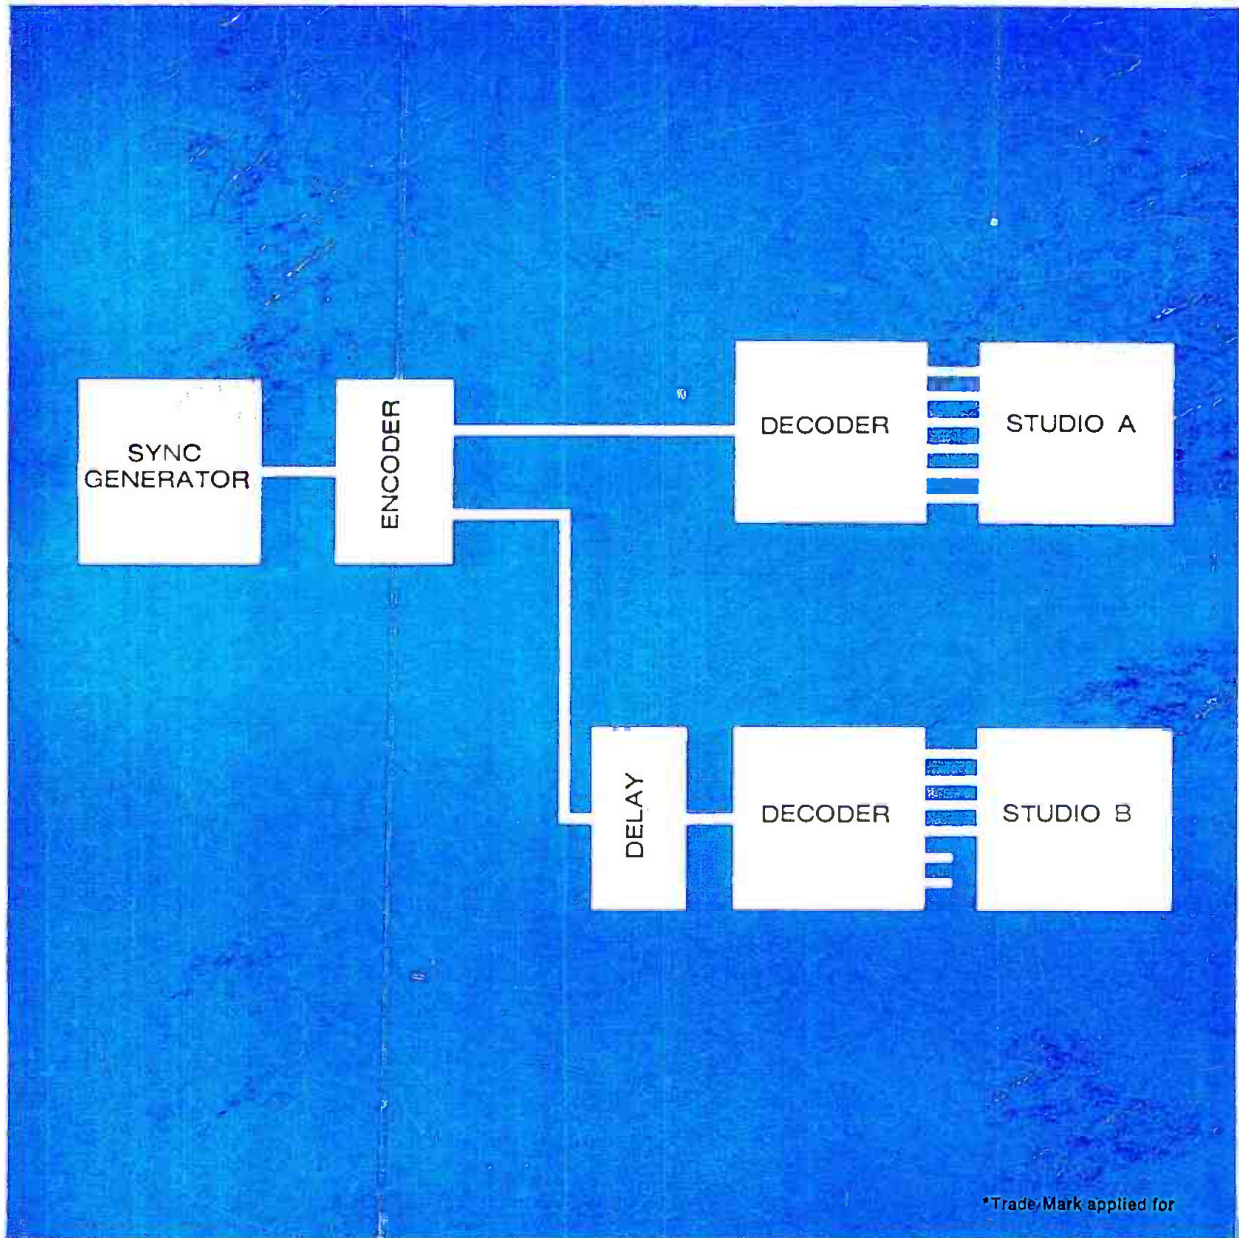 SYNC
GENERATOR
ENCODER
DECODER
STUDIO A
DELAY
DECODER
STUDIO B
*Trade Mark applied for